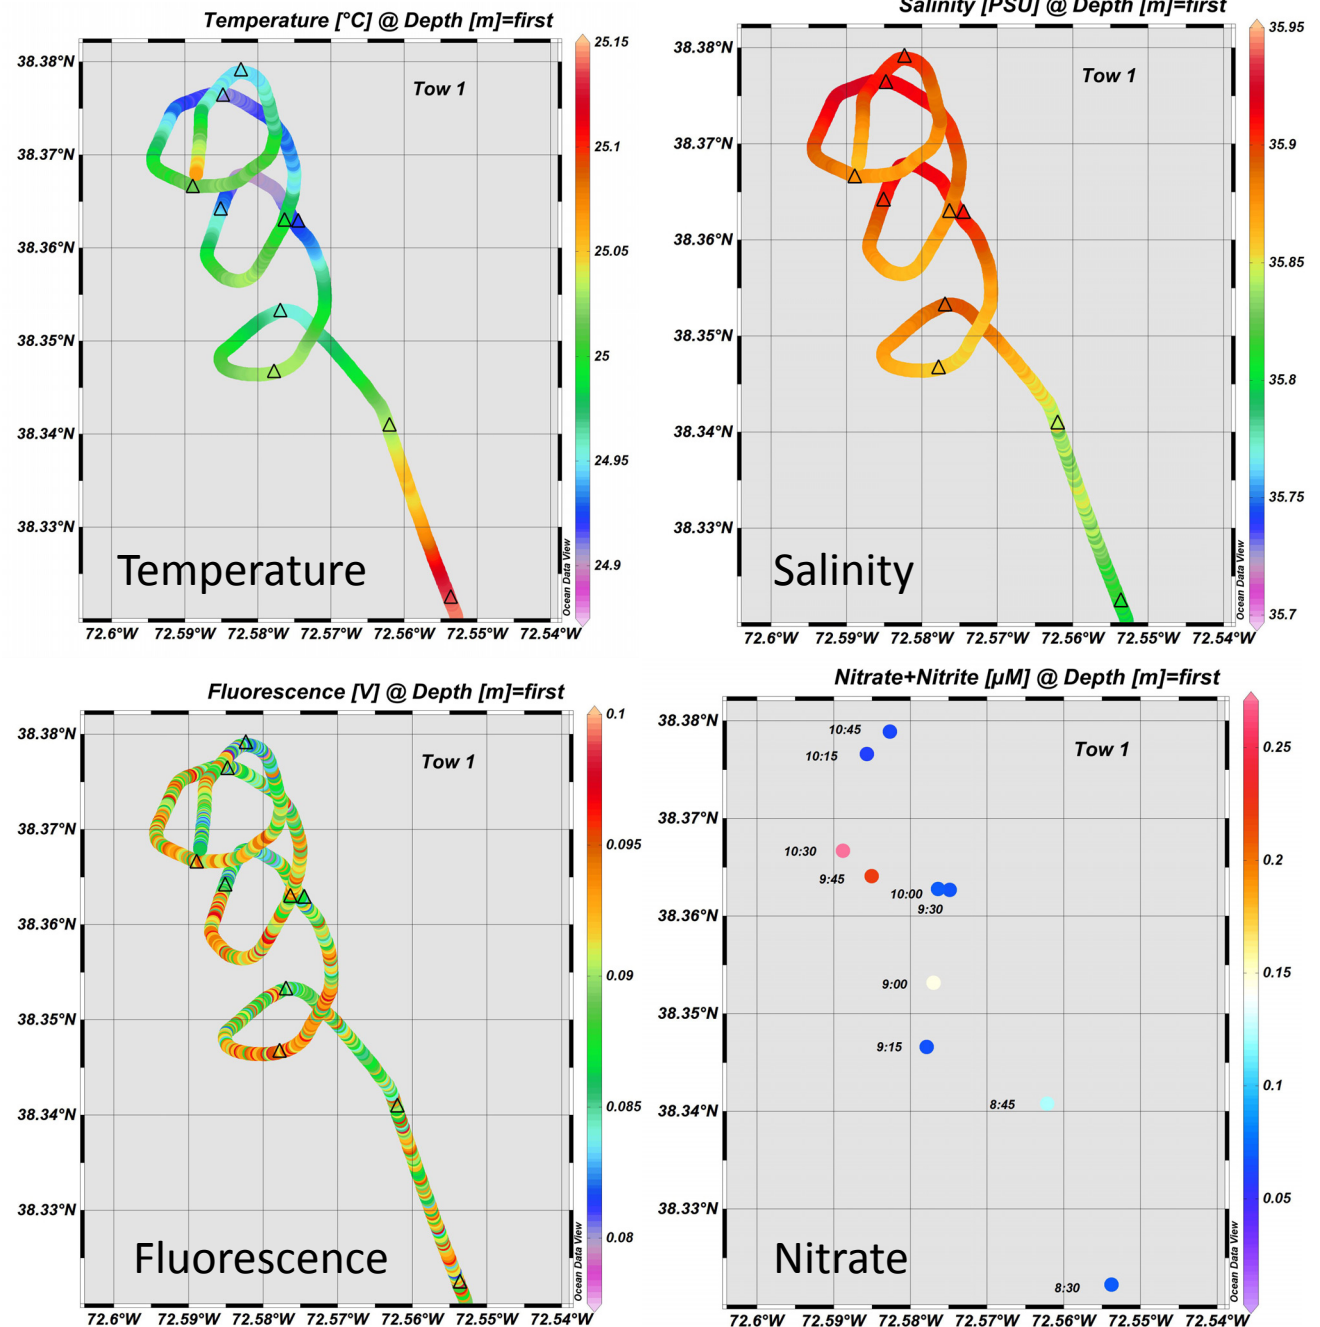 Temperature [°C] @ Depth [m]=first
Tow 1
38.38°N
38.37°N
38.36°N
38.35°N
38.34°N
38.33°N
72.6°W 72.59°W 72.58°W 72.57°W 72.56°W 72.55°W 72.54°W
25.15
25.1
25.05
25
24.95
24.9
Ocean Data View
Temperature
Salinity [PSU] @ Depth [m]=first
Tow 1
38.38°N
38.37°N
38.36°N
38.35°N
38.34°N
38.33°N
72.6°W 72.59°W 72.58°W 72.57°W 72.56°W 72.55°W 72.54°W
35.95
35.9
35.85
35.8
35.75
35.7
Ocean Data View
Salinity
Fluorescence [V] @ Depth [m]=first
Tow 1
38.38°N
38.37°N
38.36°N
38.35°N
38.34°N
38.33°N
72.6°W 72.59°W 72.58°W 72.57°W 72.56°W 72.55°W 72.54°W
0.1
0.095
0.09
0.085
0.08
Ocean Data View
Fluorescence
Nitrate+Nitrite [µM] @ Depth [m]=first
Tow 1
38.38°N
38.37°N
38.36°N
38.35°N
38.34°N
38.33°N
10:45
10:15
10:30
9:45
10:00
9:30
9:00
9:15
8:45
8:30
72.6°W 72.59°W 72.58°W 72.57°W 72.56°W 72.55°W 72.54°W
0.25
0.2
0.15
0.1
0.05
Ocean Data View
Nitrate